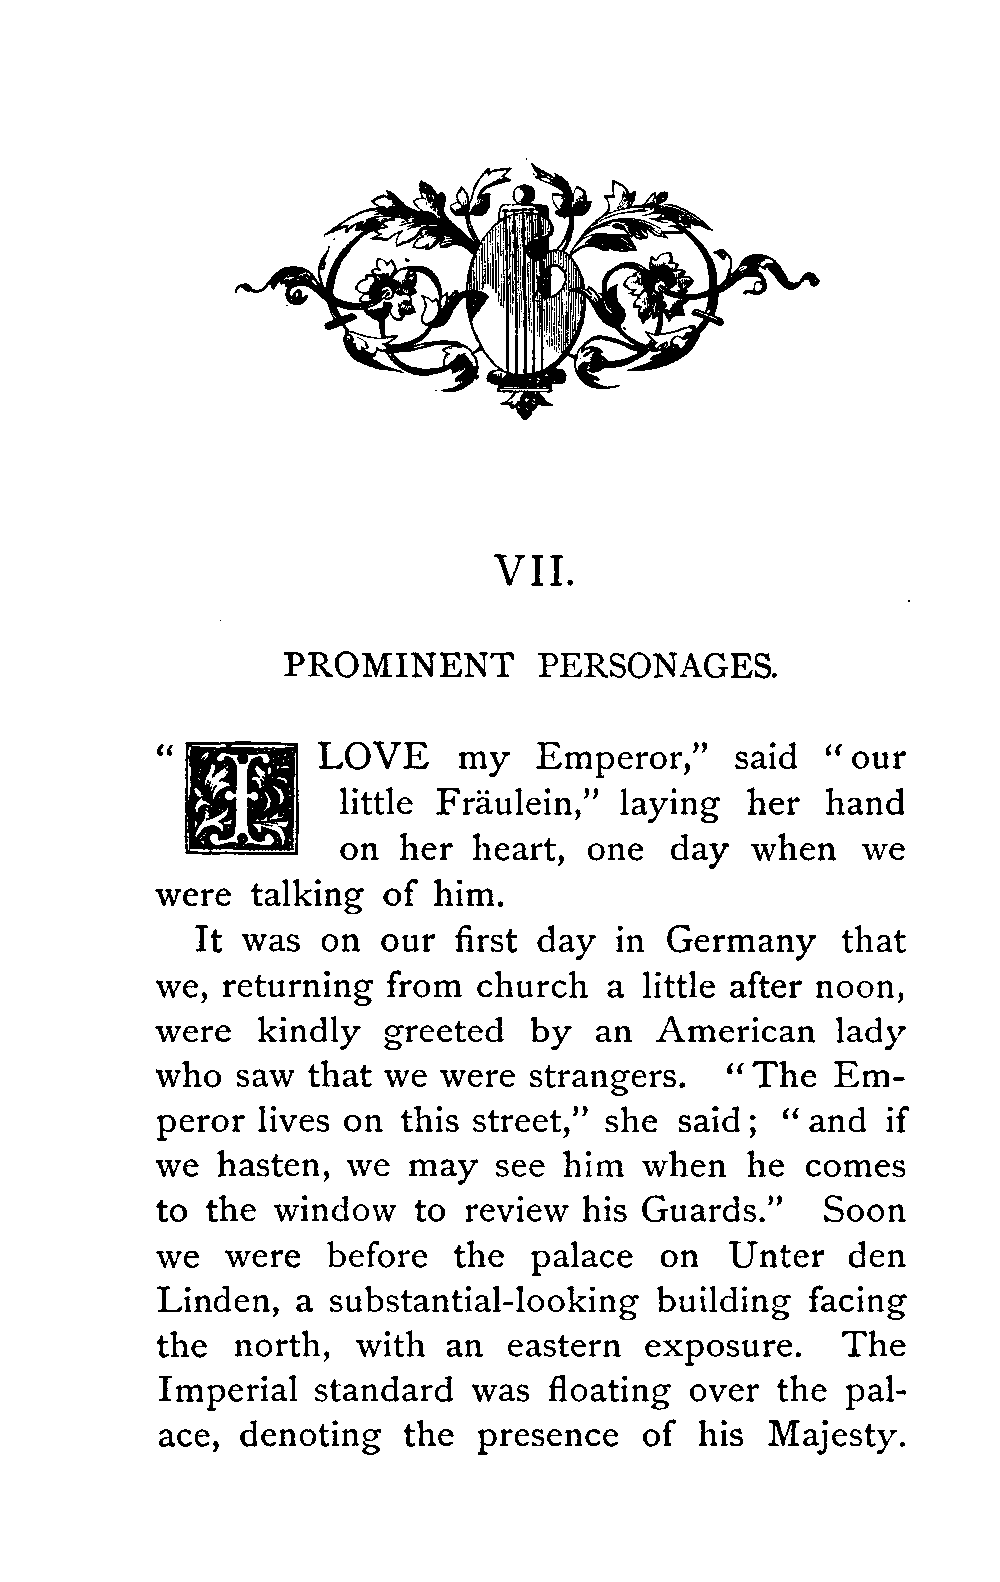 VII.
PROMINENT PERSONAGES.
“ I LOVE my Emperor,” said “our
little Fräulein,” laying her hand
on her heart, one day when we
were talking of him.
It was on our first day in Germany that
we, returning from church a little after noon,
were kindly greeted by an American lady
who saw that we were strangers. “The Em-
peror lives on this street,” she said; “and if
we hasten, we may see him when he comes
to the window to review his Guards.” Soon
we were before the palace on Unter den
Linden, a substantial-looking building facing
the north, with an eastern exposure. The
Imperial standard was floating over the pal-
ace, denoting the presence of his Majesty.